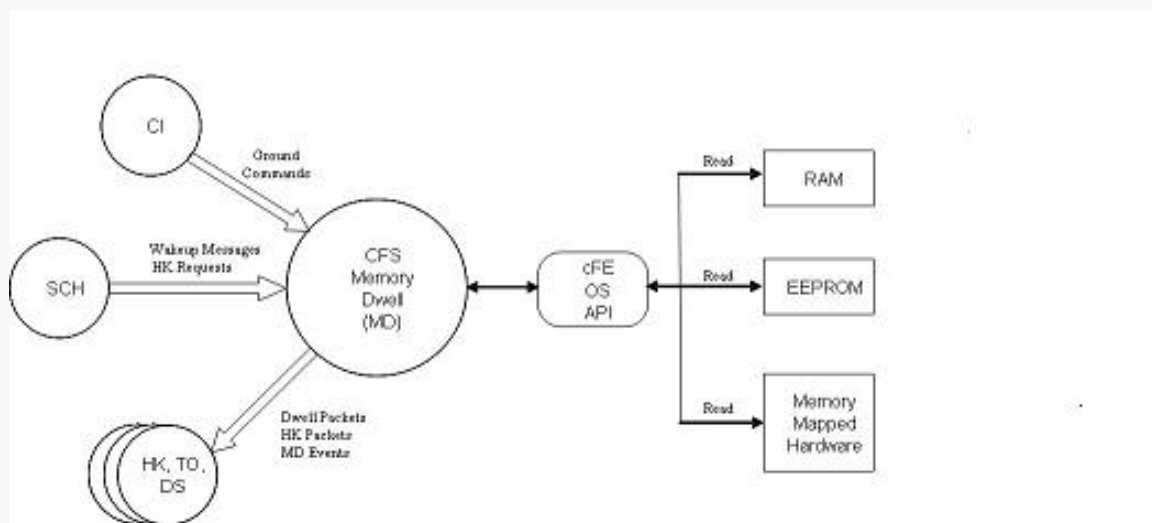 CI
Ground
Commands
SCH
Wakeup Messages
HK Requests
CFS
Memory
Dwell
(MD)
cFE
OS
API
Read
RAM
Read
EEPROM
Read
Memory
Mapped
Hardware
Dwell Packets
HK Packets
MD Events
HK, TO,
DS